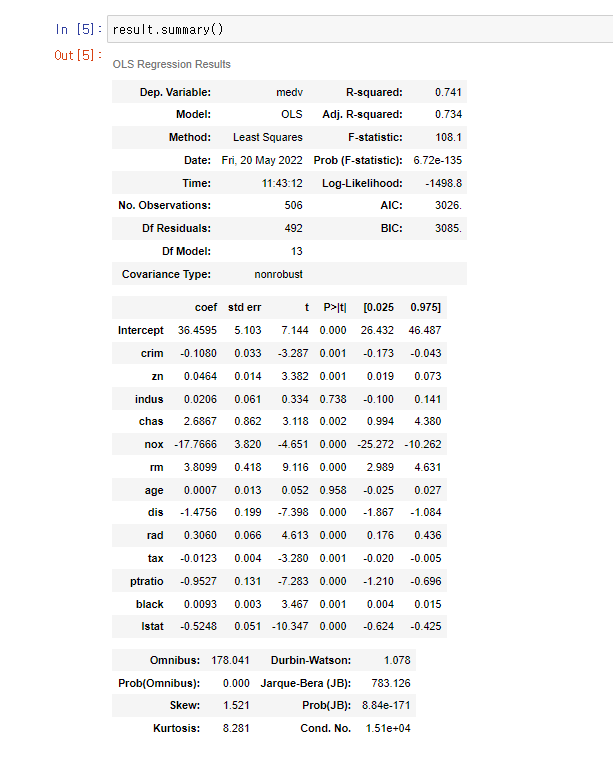 In [5]: result.summary()
Out[5]:
OLS Regression Results
Dep. Variable: medv R-squared: 0.741
Model: OLS Adj. R-squared: 0.734
Method: Least Squares F-statistic: 108.1
Date: Fri, 20 May 2022 Prob (F-statistic): 6.72e-135
Time: 11:43:12 Log-Likelihood: -1498.8
No. Observations: 506 AIC: 3026.
Df Residuals: 492 BIC: 3085.
Df Model: 13
Covariance Type: nonrobust
coef std err t P>|t| [0.025 0.975]
Intercept 36.4595 5.103 7.144 0.000 26.432 46.487
crim -0.1080 0.033 -3.287 0.001 -0.173 -0.043
zn 0.0464 0.014 3.382 0.001 0.019 0.073
indus 0.0206 0.061 0.334 0.738 -0.100 0.141
chas 2.6867 0.862 3.118 0.002 0.994 4.380
nox -17.7666 3.820 -4.651 0.000 -25.272 -10.262
rm 3.8099 0.418 9.116 0.000 2.989 4.631
age 0.0007 0.013 0.052 0.958 -0.025 0.027
dis -1.4756 0.199 -7.398 0.000 -1.867 -1.084
rad 0.3060 0.066 4.613 0.000 0.176 0.436
tax -0.0123 0.004 -3.280 0.001 -0.020 -0.005
ptratio -0.9527 0.131 -7.283 0.000 -1.210 -0.696
black 0.0093 0.003 3.467 0.001 0.004 0.015
lstat -0.5248 0.051 -10.347 0.000 -0.624 -0.425
Omnibus: 178.041 Durbin-Watson: 1.078
Prob(Omnibus): 0.000 Jarque-Bera (JB): 783.126
Skew: 1.521 Prob(JB): 8.84e-171
Kurtosis: 8.281 Cond. No. 1.51e+04